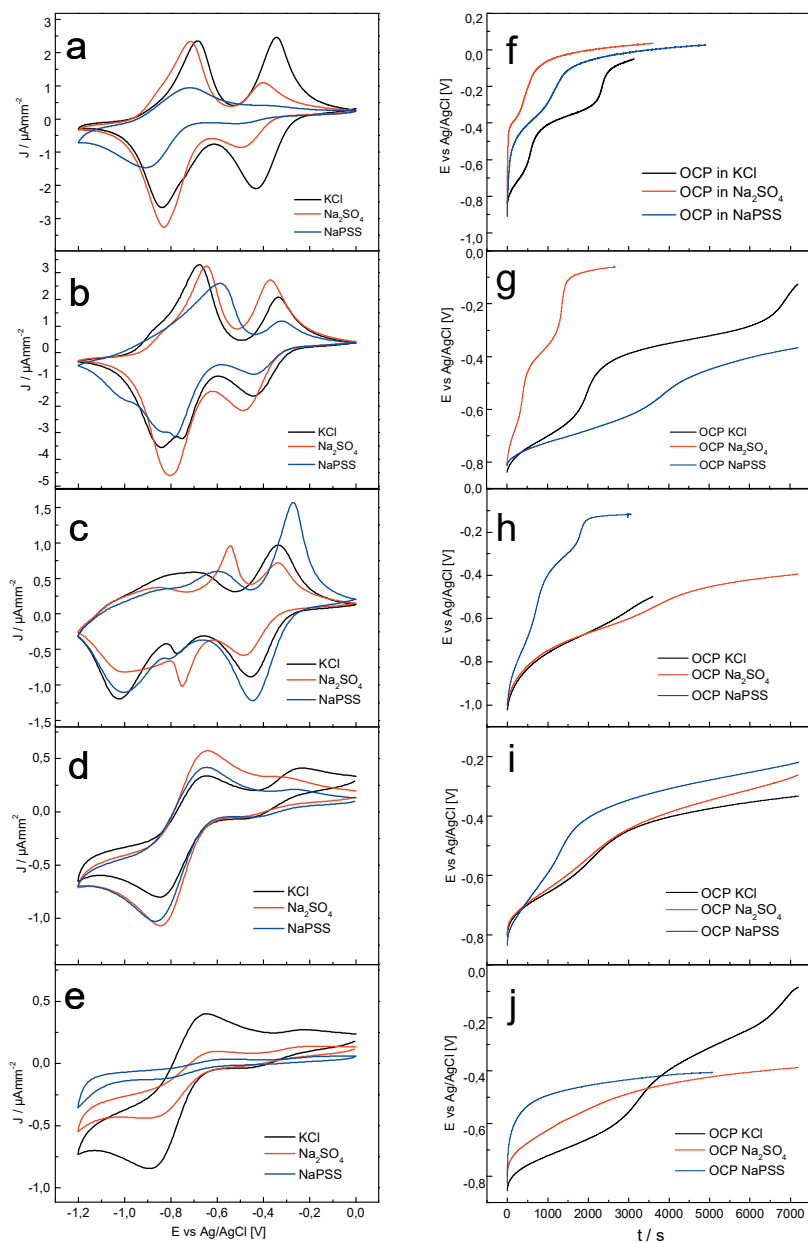 a
3
2
1
0
-1
-2
-3
J / µAmm⁻²
KCl
Na₂SO₄
NaPSS
b
3
2
1
0
-1
-2
-3
-4
-5
J / µAmm⁻²
KCl
Na₂SO₄
NaPSS
c
1,5
1,0
0,5
0,0
-0,5
-1,0
-1,5
J / µAmm⁻²
KCl
Na₂SO₄
NaPSS
d
0,5
0,0
-0,5
-1,0
J / µAmm²
KCl
Na₂SO₄
NaPSS
e
0,5
0,0
-0,5
-1,0
J / µAmm⁻²
KCl
Na₂SO₄
NaPSS
-1,2 -1,0 -0,8 -0,6 -0,4 -0,2 0,0
E vs Ag/AgCl [V]
f
0,2
0,0
-0,2
-0,4
-0,6
-0,8
-1,0
E vs Ag/AgCl [V]
OCP in KCl
OCP in Na₂SO₄
OCP in NaPSS
g
0,0
-0,2
-0,4
-0,6
-0,8
E vs Ag/AgCl [V]
OCP KCl
OCP Na₂SO₄
OCP NaPSS
h
0,0
-0,2
-0,4
-0,6
-0,8
-1,0
E vs Ag/AgCl [V]
OCP KCl
OCP Na₂SO₄
OCP NaPSS
i
-0,2
-0,4
-0,6
-0,8
E vs Ag/AgCl [V]
OCP KCl
OCP Na₂SO₄
OCP NaPSS
j
0,0
-0,2
-0,4
-0,6
-0,8
E vs Ag/AgCl [V]
OCP KCl
OCP Na₂SO₄
OCP NaPSS
0 1000 2000 3000 4000 5000 6000 7000
t / s